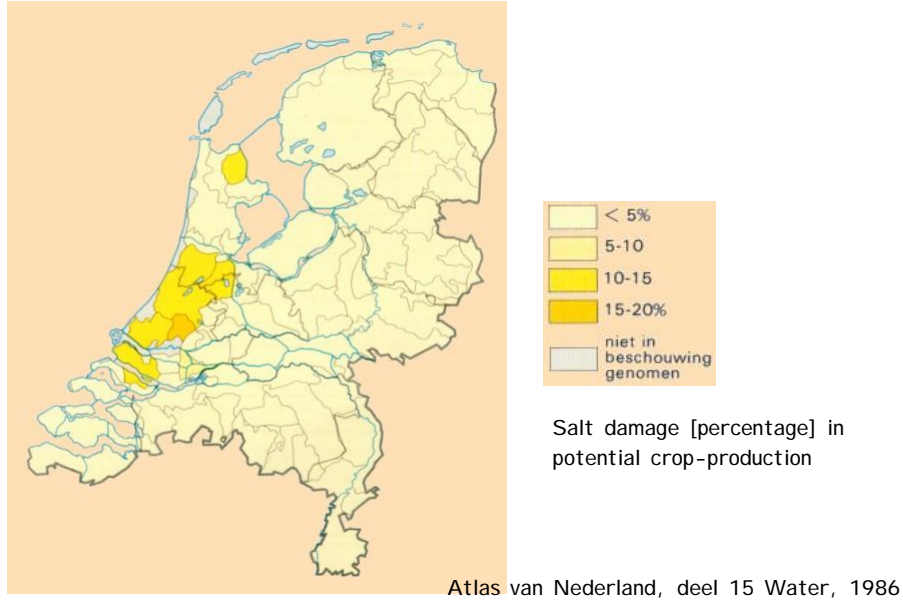 < 5%
5-10
10-15
15-20%
niet in
beschouwing
genomen
Salt damage [percentage] in
potential crop-production
Atlas van Nederland, deel 15 Water, 1986